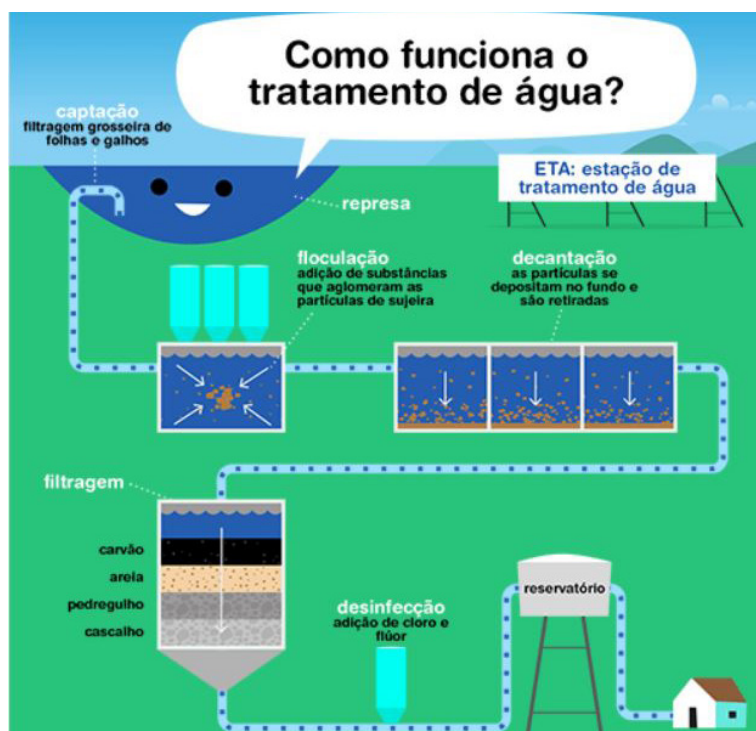 Como funciona o
tratamento de água?
captação
filtragem grosseira de
folhas e galhos
ETA: estação de
tratamento de água
represa
floculação
adição de substâncias
que aglomeram as
partículas de sujeira
decantação
as partículas se
depositam no fundo e
são retiradas
filtragem
carvão
areia
pedregulho
cascalho
desinfecção
adição de cloro e
flúor
reservatório